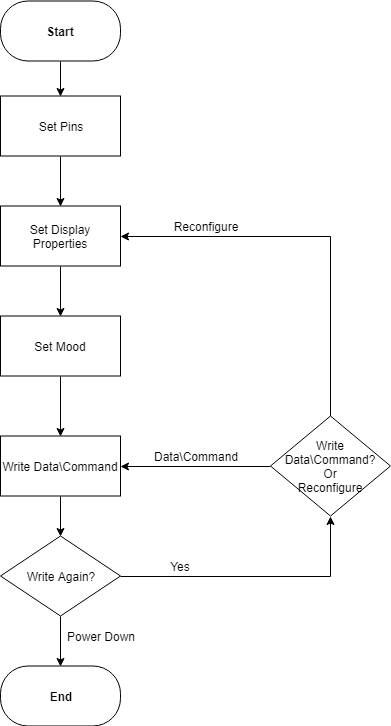 Start
Set Pins
Set Display
Properties
Reconfigure
Set Mood
Write Data\Command
Data\Command
Write
Data\Command?
Or
Reconfigure
Write Again?
Yes
Power Down
End